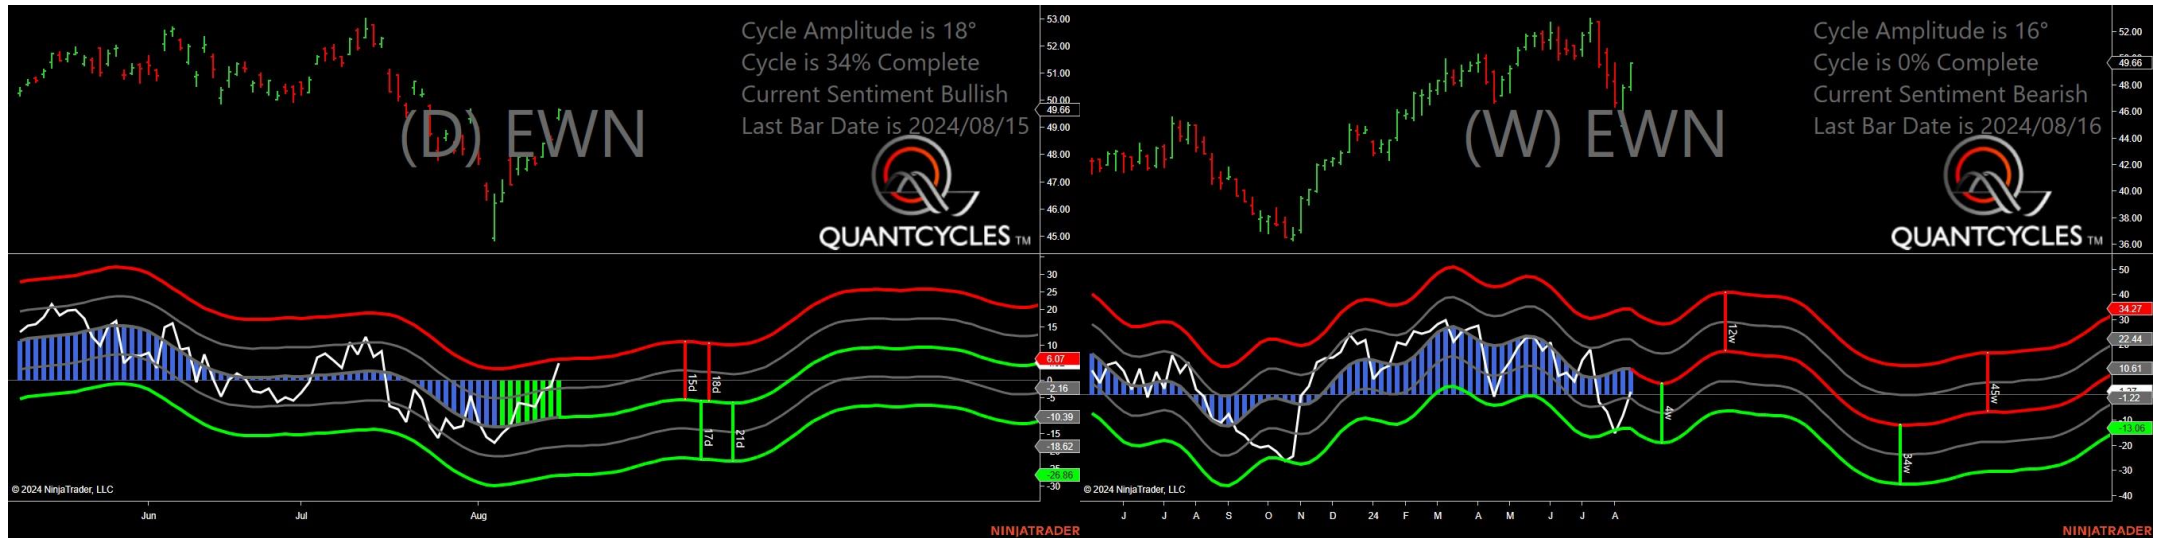 Cycle Amplitude is 18°
Cycle is 34% Complete
Current Sentiment Bullish
Last Bar Date is 2024/08/15
(D) EWN
QUANTCYCLES TM
53.00
52.00
51.00
50.00
49.66
49.00
48.00
47.00
46.00
45.00
30
25
20
15
10
6.07
0
-2.16
-5
-10.39
-15
-18.62
-26.86
-30
15d
18d
17d
21d
© 2024 NinjaTrader, LLC
Jun
Jul
Aug
NINJATRADER
Cycle Amplitude is 16°
Cycle is 0% Complete
Current Sentiment Bearish
Last Bar Date is 2024/08/16
(W) EWN
QUANTCYCLES TM
52.00
49.66
48.00
46.00
44.00
42.00
40.00
38.00
36.00
50
40
34.27
30
22.44
10.61
-1.22
-10
-13.06
-20
-30
-40
12w
4w
45w
34w
© 2024 NinjaTrader, LLC
J
J
A
S
O
N
D
24
F
M
A
M
J
J
A
NINJATRADER